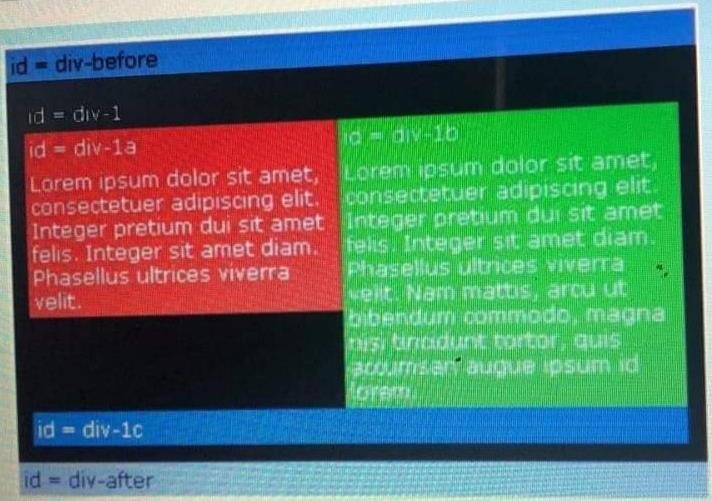 id = div-before
id = div-1
id = div-1a
Lorem ipsum dolor sit amet,
consectetuer adipiscing elit.
Integer pretium dui sit amet
felis. Integer sit amet diam.
Phasellus ultrices viverra
velit.
id = div-1b
Lorem ipsum dolor sit amet,
consectetuer adipiscing elit.
Integer pretium dui sit amet
felis. Integer sit amet diam.
Phasellus ultrices viverra
velit. Nam mattis, arcu ut
bibendum commodo, magna
nisi tincidunt tortor, quis
accumsan augue ipsum id
lorem.
id = div-1c
id = div-after